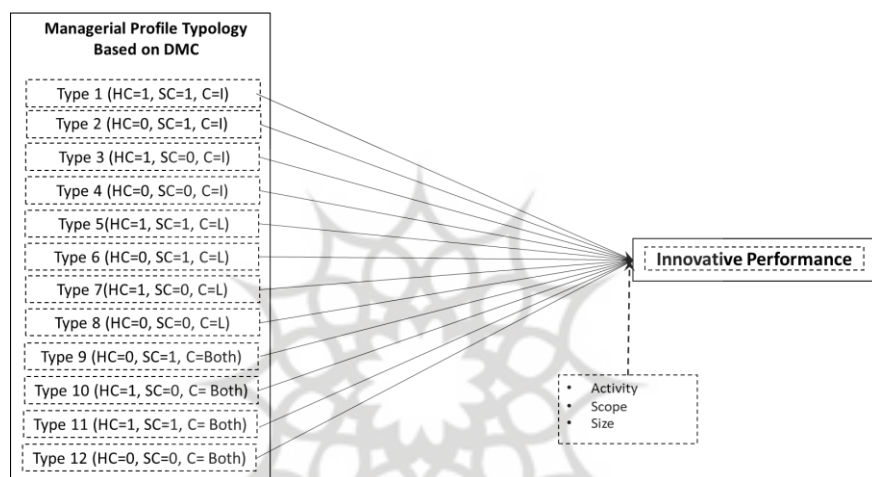 Managerial Profile Typology
Based on DMC
Type 1 (HC=1, SC=1, C=I)
Type 2 (HC=0, SC=1, C=I)
Type 3 (HC=1, SC=0, C=I)
Type 4 (HC=0, SC=0, C=I)
Type 5(HC=1, SC=1, C=L)
Type 6 (HC=0, SC=1, C=L)
Type 7(HC=1, SC=0, C=L)
Type 8 (HC=0, SC=0, C=L)
Type 9 (HC=0, SC=1, C=Both)
Type 10 (HC=1, SC=0, C= Both)
Type 11 (HC=1, SC=1, C= Both)
Type 12 (HC=0, SC=0, C= Both)
Innovative Performance
• Activity
• Scope
• Size